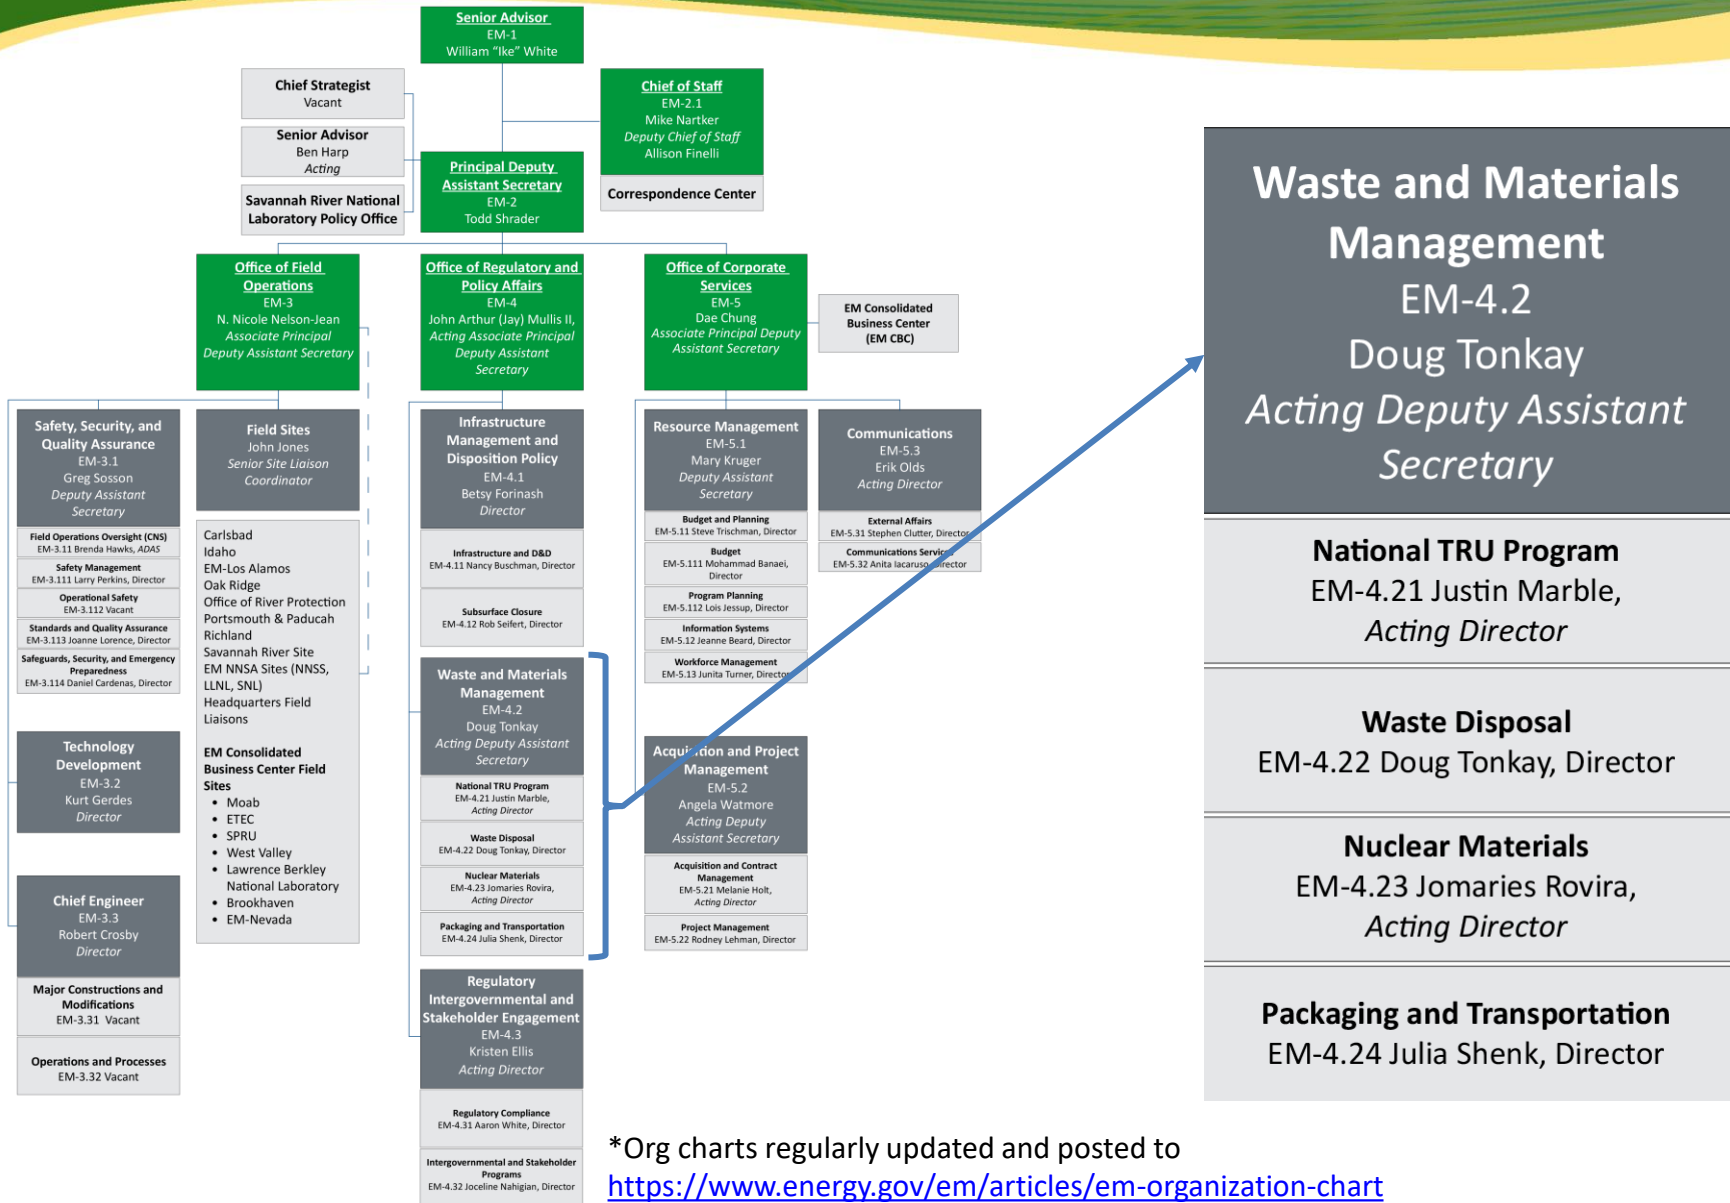 Senior Advisor
EM-1
William "Ike" White
Chief Strategist
Vacant
Senior Advisor
Ben Harp
Acting
Savannah River National
Laboratory Policy Office
Chief of Staff
EM-2.1
Mike Nartker
Deputy Chief of Staff
Allison Finelli
Correspondence Center
Principal Deputy
Assistant Secretary
EM-2
Todd Shrader
Office of Field
Operations
EM-3
N. Nicole Nelson-Jean
Associate Principal
Deputy Assistant Secretary
Office of Regulatory and
Policy Affairs
EM-4
John Arthur (Jay) Mullis II,
Acting Associate Principal
Deputy Assistant
Secretary
Office of Corporate
Services
EM-5
Dae Chung
Associate Principal Deputy
Assistant Secretary
EM Consolidated
Business Center
(EM CBC)
Safety, Security, and
Quality Assurance
EM-3.1
Greg Sosson
Deputy Assistant
Secretary
Field Operations Oversight (CNS)
EM-3.11 Brenda Hawks, ADAS
Safety Management
EM-3.111 Larry Perkins, Director
Operational Safety
EM-3.112 Vacant
Standards and Quality Assurance
EM-3.113 Joanne Lorence, Director
Safeguards, Security, and Emergency
Preparedness
EM-3.114 Daniel Cardenas, Director
Technology
Development
EM-3.2
Kurt Gerdes
Director
Chief Engineer
EM-3.3
Robert Crosby
Director
Major Constructions and
Modifications
EM-3.31 Vacant
Operations and Processes
EM-3.32 Vacant
Field Sites
John Jones
Senior Site Liaison
Coordinator
Carlsbad
Idaho
EM-Los Alamos
Oak Ridge
Office of River Protection
Portsmouth & Paducah
Richland
Savannah River Site
EM NNSA Sites (NNSS,
LLNL, SNL)
Headquarters Field
Liaisons
EM Consolidated
Business Center Field
Sites
• Moab
• ETEC
• SPRU
• West Valley
• Lawrence Berkley
National Laboratory
• Brookhaven
• EM-Nevada
Infrastructure
Management and
Disposition Policy
EM-4.1
Betsy Forinash
Director
Infrastructure and D&D
EM-4.11 Nancy Buschman, Director
Subsurface Closure
EM-4.12 Rob Seifert, Director
Waste and Materials
Management
EM-4.2
Doug Tonkay
Acting Deputy Assistant
Secretary
National TRU Program
EM-4.21 Justin Marble,
Acting Director
Waste Disposal
EM-4.22 Doug Tonkay, Director
Nuclear Materials
EM-4.23 Jomaries Rovira,
Acting Director
Packaging and Transportation
EM-4.24 Julia Shenk, Director
Regulatory
Intergovernmental and
Stakeholder Engagement
EM-4.3
Kristen Ellis
Acting Director
Regulatory Compliance
EM-4.31 Aaron White, Director
Intergovernmental and Stakeholder
Programs
EM-4.32 Joceline Nahigian, Director
Resource Management
EM-5.1
Mary Kruger
Deputy Assistant
Secretary
Budget and Planning
EM-5.11 Steve Trischman, Director
Budget
EM-5.111 Mohammad Banaei,
Director
Program Planning
EM-5.112 Lois Jessup, Director
Information Systems
EM-5.12 Jeanne Beard, Director
Workforce Management
EM-5.13 Junita Turner, Director
Communications
EM-5.3
Erik Olds
Acting Director
External Affairs
EM-5.31 Stephen Clutter, Director
Communications Services
EM-5.32 Anita Iacaruso, Director
Acquisition and Project
Management
EM-5.2
Angela Watmore
Acting Deputy
Assistant Secretary
Acquisition and Contract
Management
EM-5.21 Melanie Holt,
Acting Director
Project Management
EM-5.22 Rodney Lehman, Director
Waste and Materials
Management
EM-4.2
Doug Tonkay
Acting Deputy Assistant
Secretary
National TRU Program
EM-4.21 Justin Marble,
Acting Director
Waste Disposal
EM-4.22 Doug Tonkay, Director
Nuclear Materials
EM-4.23 Jomaries Rovira,
Acting Director
Packaging and Transportation
EM-4.24 Julia Shenk, Director
*Org charts regularly updated and posted to
https://www.energy.gov/em/articles/em-organization-chart